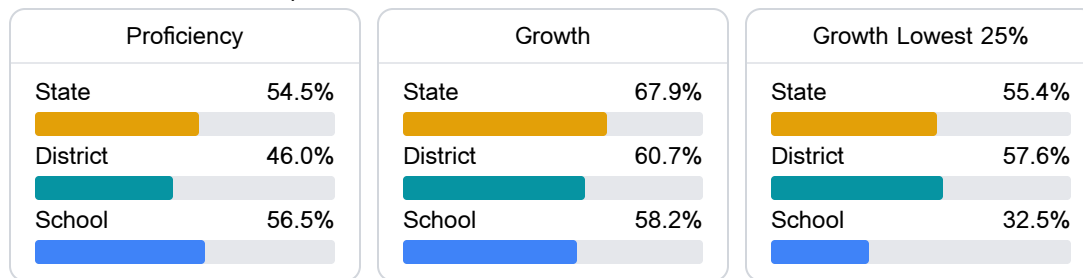 Proficiency
State 54.5%
District 46.0%
School 56.5%
Growth
State 67.9%
District 60.7%
School 58.2%
Growth Lowest 25%
State 55.4%
District 57.6%
School 32.5%